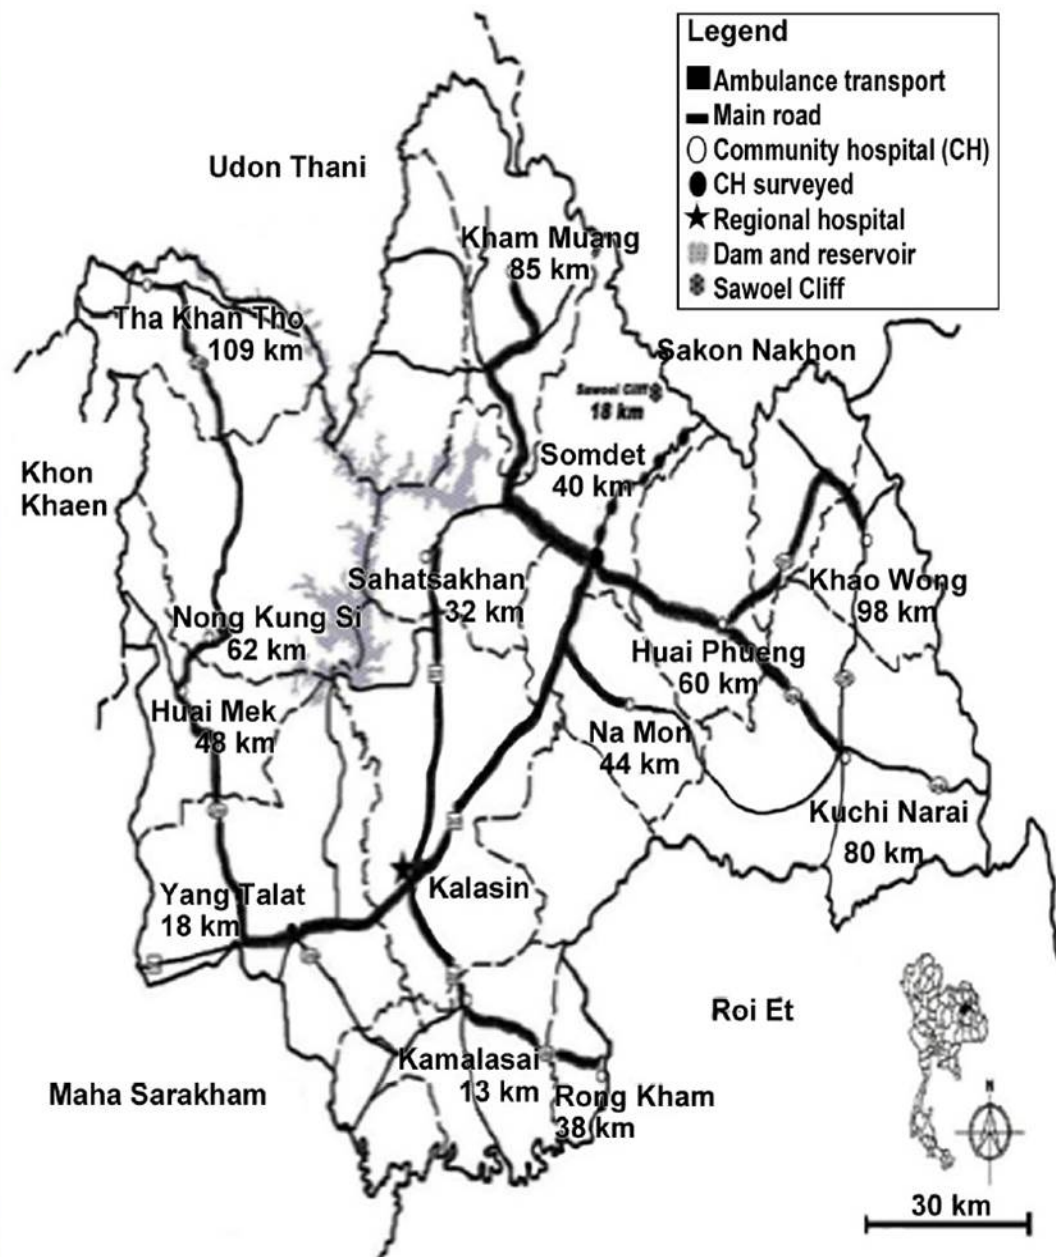 Legend
Ambulance transport
Main road
Community hospital (CH)
CH surveyed
Regional hospital
Dam and reservoir
Sawoel Cliff
Udon Thani
Kham Muang
85 km
Tha Khan Tho
109 km
Sakon Nakhon
Sawoel Cliff
18 km
Khon
Khaen
Somdet
40 km
Sahatsakhan
32 km
Khao Wong
98 km
Nong Kung Si
62 km
Huai Phueng
60 km
Huai Mek
48 km
Na Mon
44 km
Kuchi Narai
80 km
Yang Talat
18 km
Kalasin
Roi Et
Kamalasai
13 km
Rong Kham
38 km
Maha Sarakham
N
30 km